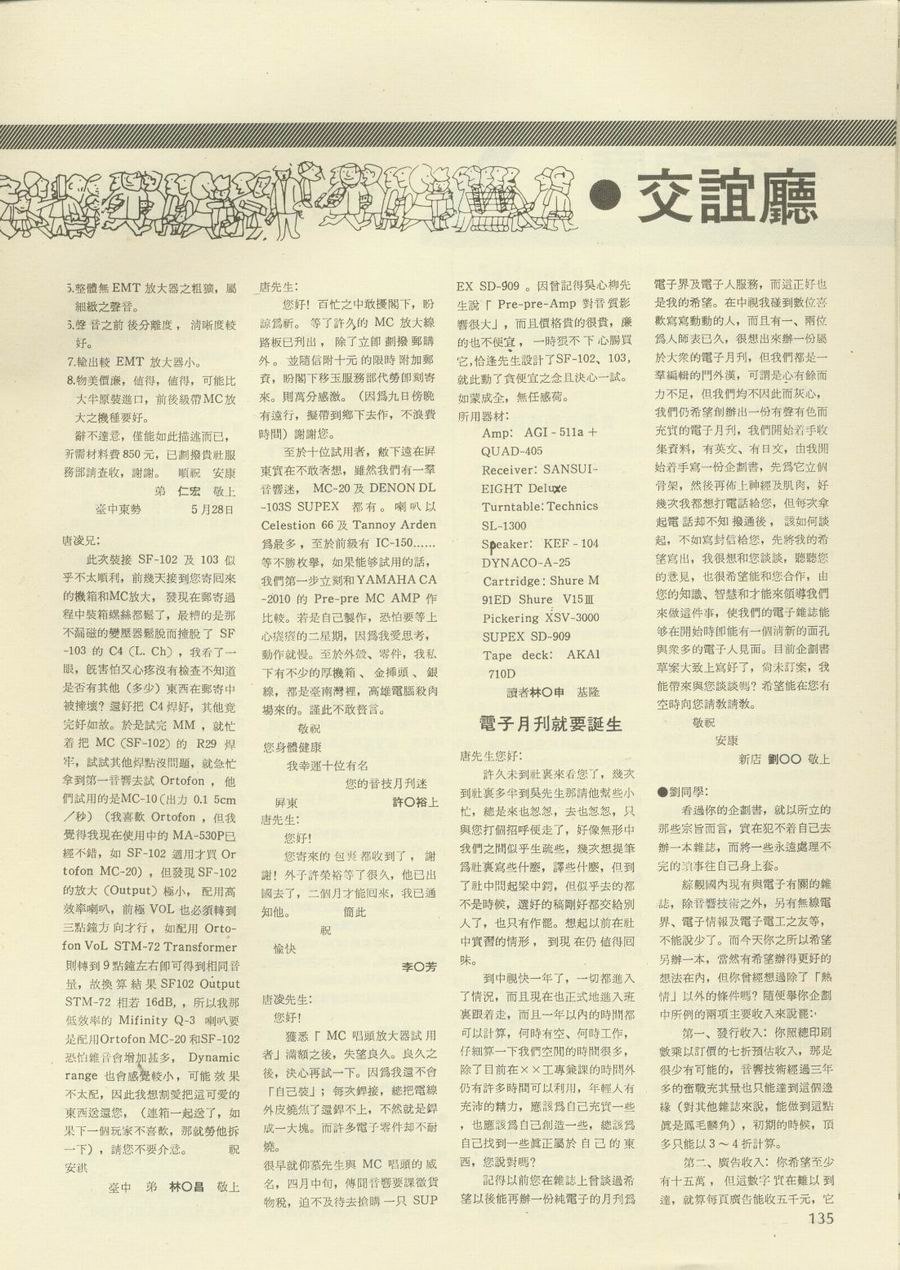 交誼廳
5.整體無 EMT 放大器之粗獷，屬
細緻之聲音。
6.聲音之前後分離度，清晰度較
好。
7.輸出較 EMT 放大器小。
8.物美價廉，值得，值得，可能比
大半原裝進口，前後級帶MC放
大之機種要好。
辭不達意，僅能如此描述而已，
所需材料費850元，已劃撥貴社服
務部請查收，謝謝。　順祝　安康
弟　仁宏　敬上
臺中東勢　5月28日
唐凌兄：
此次裝接 SF-102 及 103 似
乎不太順利，前幾天接到您寄回來
的機箱和MC放大，發現在郵寄過
程中裝箱螺絲都鬆了，最糟的是那
不漏磁的變壓器鬆脫而撞脫了 SF
-103 的 C4（L. Ch），我看了一
眼，旣害怕又心疼沒有檢查不知道
是否有其他（多少）東西在郵寄中
被撞壞？還好把 C4 焊好，其他竟
完好如故。於是試完 MM，就忙
着把 MC（SF-102）的 R29 焊
牢，試試其他焊點沒問題，就急忙
拿到第一音響去試 Ortofon，他
們試用的是MC-10（出力 0.1 5cm
／秒）（我喜歡 Ortofon，但我
覺得我現在使用中的 MA-530P已
經不錯，如 SF-102 適用才買 Or
tofon MC-20），但發現SF-102
的放大（Output）極小，配用高
效率喇叭，前極 VOL 也必須轉到
三點鐘方向才行，如配用 Orto-
fon VoL STM-72 Transformer
則轉到9點鐘左右卽可得到相同音
量，故換算結果 SF102 Output
STM-72 相若 16dB,，所以我那
低效率的 Mifinity Q-3 喇叭要
是配用Ortofon MC-20 和SF-102
恐怕雜音會增加甚多，Dynamic
range 也會感覺較小，可能效果
不太配，因此我想割愛把這可愛的
東西送還您，（連箱一起送了，如
果下一個玩家不喜歡，那就勞他拆
一下），請您不要介意。　祝
安祺
臺中　弟　林〇昌　敬上
唐先生：
您好！百忙之中敢擾閣下，盼
諒爲祈。等了許久的 MC 放大線
路板已刋出，除了立卽劃撥郵購
外。並隨信附十元的限時附加郵
資，盼閣下移玉服務部代勞卽刻寄
來。則萬分感激。（因爲九日傍晚
有遠行，擬帶到鄉下去作，不浪費
時間）謝謝您。
至於十位試用者，敝下遠在屛
東實在不敢奢想，雖然我們有一羣
音響迷，MC-20 及 DENON DL
-103S SUPEX 都有。喇叭以
Celestion 66 及 Tannoy Arden
爲最多，至於前級有 IC-150……
等不勝枚舉，如果能够試用的話，
我們第一步立刻和YAMAHA CA
-2010 的 Pre-pre MC AMP 作
比較。若是自己製作，恐怕要等上
心癢癢的二星期，因爲我愛思考，
動作就慢。至於外殼、零件，我私
下有不少的厚機箱、金揷頭、銀
線，都是臺南灣裡，高雄電腦殺肉
場來的。謹此不敢贅言。
敬祝
您身體健康
我幸運十位有名
您的音技月刋迷
屛東　許〇裕上
唐先生：
您好！
您寄來的包裹都收到了，謝
謝！外子許榮裕等了很久，他已出
國去了，二個月才能回來，我已通
知他。　簡此
祝
愉快
李〇芳
唐凌先生：
您好！
獲悉「MC 唱頭放大器試用
者」滿額之後，失望良久。良久之
後，決心再試一下。因爲我還不會
「自己裝」；每次銲接，總把電線
外皮燒焦了還銲不上，不然就是銲
成一大塊。而許多電子零件却不耐
燒。
很早就仰慕先生與 MC 唱頭的威
名，四月中旬，傳聞音響要課徵貨
物稅，迫不及待去搶購一只 SUP
EX SD-909。因曾記得吳心柳先
生說「Pre-pre-Amp 對音質影
響很大」，而且價格貴的很貴，廉
的也不便宜，一時狠不下心腸買
它，恰逢先生設計了SF-102、103，
就此動了貪便宜之念且決心一試。
如蒙成全，無任感荷。
所用器材：
Amp: AGI-511a＋
QUAD-405
Receiver: SANSUI-
EIGHT Deluxe
Turntable: Technics
SL-1300
Speaker: KEF-104
DYNACO-A-25
Cartridge: Shure M
91ED Shure V15Ⅲ
Pickering XSV-3000
SUPEX SD-909
Tape deck: AKAI
710D
讀者林〇申　基隆
電子月刋就要誕生
唐先生您好：
許久未到社裏來看您了，幾次
到社裏多半到吳先生那請他幫些小
忙，總是來也怱怱，去也怱怱，只
與您打個招呼便走了，好像無形中
我們之間似乎生疏些，幾次想提筆
爲社裏寫些什麼，譯些什麼，但到
了社中問起梁中鈞，但似乎去的都
不是時候，選好的稿剛好都交給別
人了，也只有作罷。想起以前在社
中實習的情形，到現在仍值得回
味。
到中視快一年了，一切都進入
了情況，而且現在也正式地進入班
裏跟着走，而且一年以內的時間都
可以計算，何時有空、何時工作，
仔細算一下我們空閒的時間很多，
除了目前在××工專兼課的時間外
仍有許多時間可以利用，年輕人有
充沛的精力，應該爲自己充實一些
，也應該爲自己創造一些，總該爲
自己找到一些眞正屬於自己的東
西，您說對嗎？
記得以前您在雜誌上曾談過希
望以後能再辦一份純電子的月刋爲
電子界及電子人服務，而這正好也
是我的希望。在中視我碰到數位喜
歡寫寫動動的人，而且有一、兩位
爲人師表已久，很想出來辦一份屬
於大衆的電子月刋，但我們都是一
羣編輯的門外漢，可謂是心有餘而
力不足，但我們均不因此而灰心，
我們仍希望創辦出一份有聲有色而
充實的電子月刋，我們開始着手收
集資料，有英文、有日文，由我開
始着手寫一份企劃書，先爲它立個
骨架，然後再佈上神經及肌肉，好
幾次我都想打電話給您，但每次拿
起電話却不知撥通後，該如何談
起，不如寫封信給您，先將我的希
望寫出，我很想和您談談，聽聽您
的意見，也很希望能和您合作，由
您的知識、智慧和才能來領導我們
來做這件事，使我們的電子雜誌能
够在開始時卽能有一個淸新的面孔
與衆多的電子人見面。目前企劃書
草案大致上寫好了，尙未訂案，我
能帶來與您談談嗎？希望能在您有
空時向您請敎請敎。
敬祝
安康
新店　劉〇〇　敬上
●劉同學：
看過你的企劃書，就以所立的
那些宗旨而言，實在犯不着自己去
辦一本雜誌，而將一些永遠處理不
完的瑣事往自己身上套。
綜觀國內現有與電子有關的雜
誌，除音響技術之外，另有無線電
界、電子情報及電子電工之友等，
不能說少了。而今天你之所以希望
另辦一本，當然有希望辦得更好的
想法在內，但你曾經想過除了「熱
情」以外的條件嗎？隨便舉你企劃
中所例的兩項主要收入來說罷：
第一、發行收入：你照總印刷
數乘以訂價的七折預估收入，那是
很少有可能的，音響技術經過三年
多的奮戰充其量也只能達到這個邊
緣（對其他雜誌來說，能做到這點
眞是鳳毛麟角），初期的時候，頂
多只能以3～4折計算。
第二、廣告收入：你希望至少
有十五萬，但這數字實在難以到
達，就算每頁廣告能收五千元，它
135